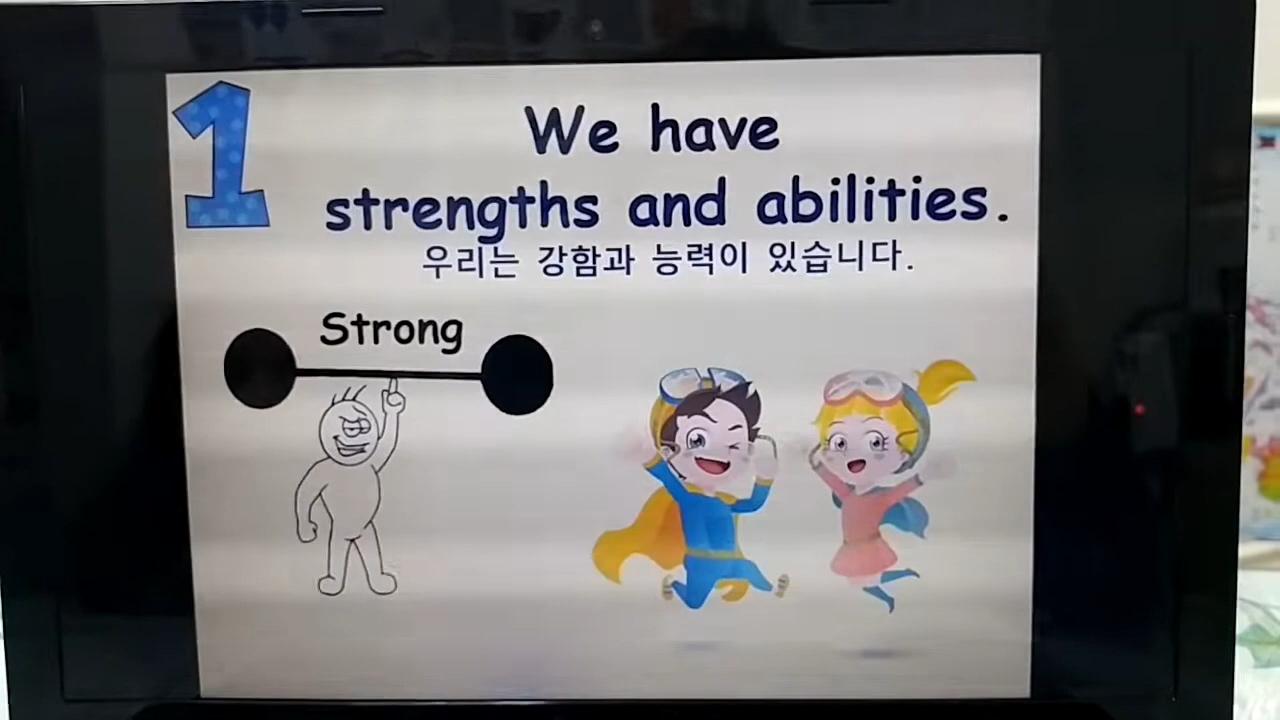 1
We have
strengths and abilities.
우리는 강함과 능력이 있습니다.
Strong